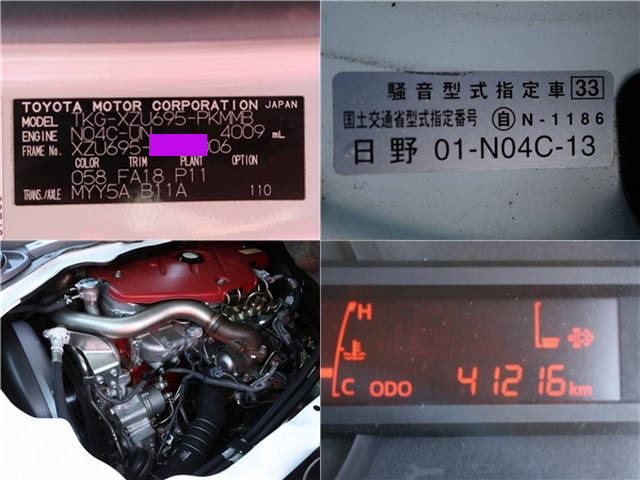 TOYOTA MOTOR CORPORATION JAPAN
MODEL TKG-XZU695-PKMMB
ENGINE N04C-UN 4009 mL
FRAME No. XZU695- 06
COLOR TRIM PLANT OPTION
058 FA18 P11
TRANS./AXLE MYY5A B11A 110
騒音型式指定車 33
国土交通省型式指定番号 自 N-1186
日野 01-N04C-13
H
C ODO 41216 km